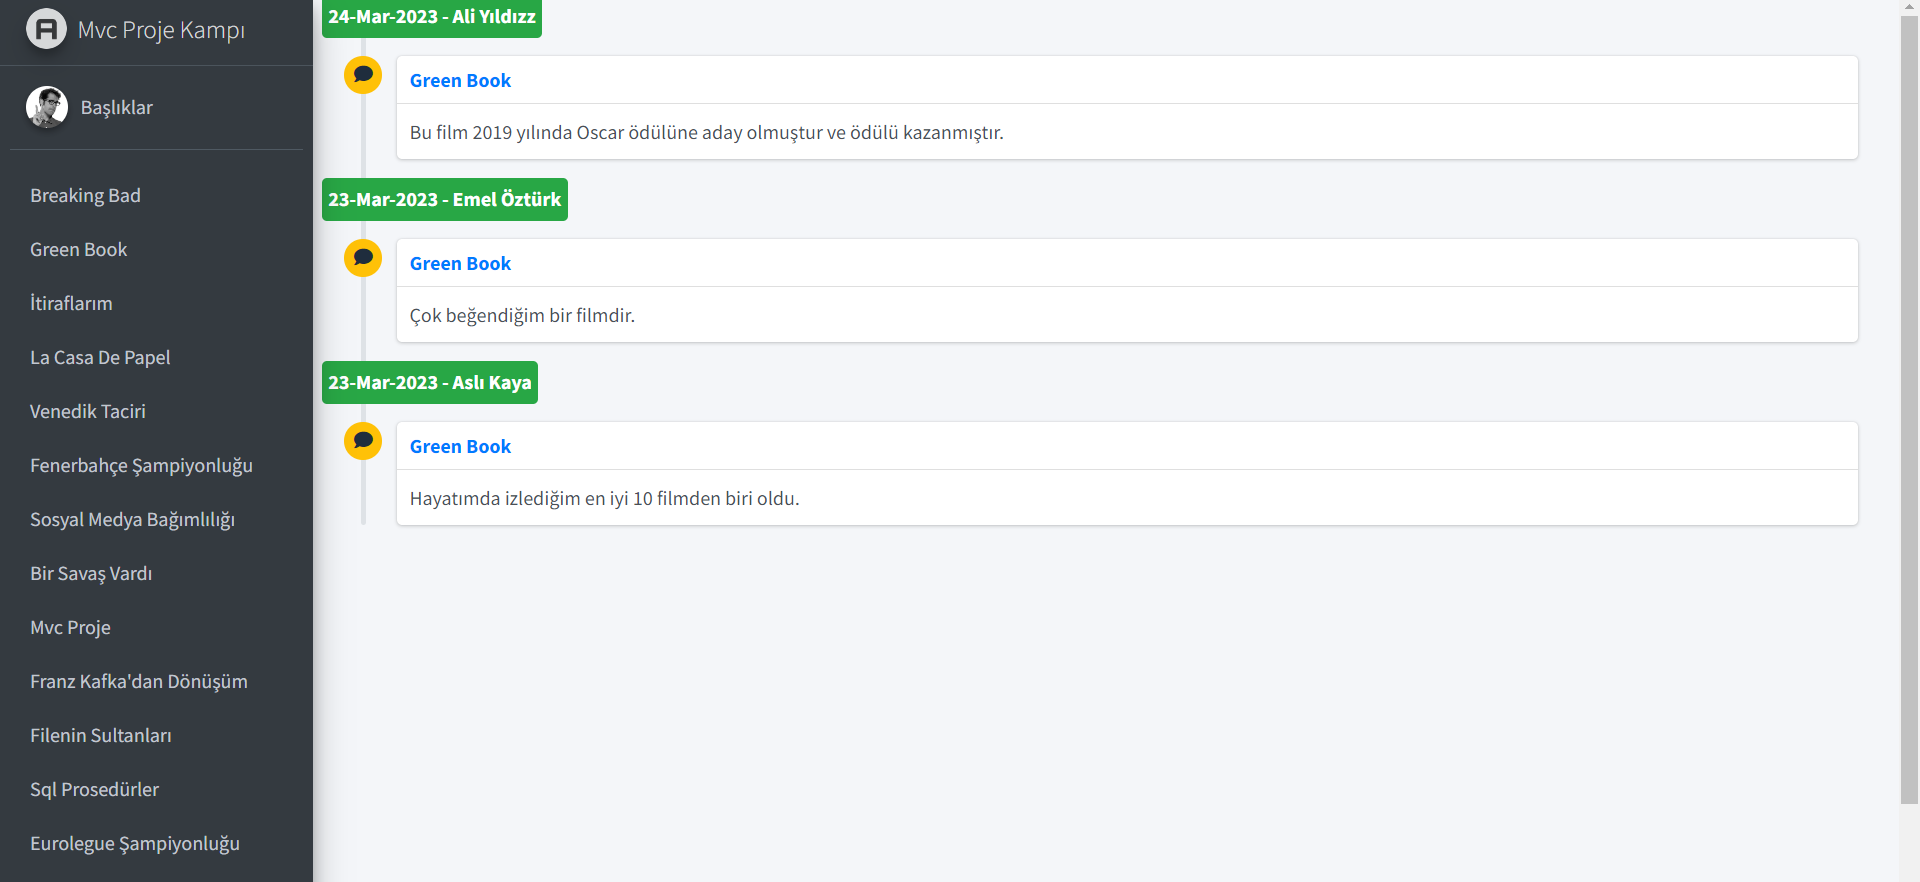 Mvc Proje Kampı
Başlıklar
Breaking Bad
Green Book
İtiraflarım
La Casa De Papel
Venedik Taciri
Fenerbahçe Şampiyonluğu
Sosyal Medya Bağımlılığı
Bir Savaş Vardı
Mvc Proje
Franz Kafka'dan Dönüşüm
Filenin Sultanları
Sql Prosedürler
Eurolegue Şampiyonluğu
24-Mar-2023 - Ali Yıldızz
Green Book
Bu film 2019 yılında Oscar ödülüne aday olmuştur ve ödülü kazanmıştır.
23-Mar-2023 - Emel Öztürk
Green Book
Çok beğendiğim bir filmdir.
23-Mar-2023 - Aslı Kaya
Green Book
Hayatımda izlediğim en iyi 10 filmden biri oldu.